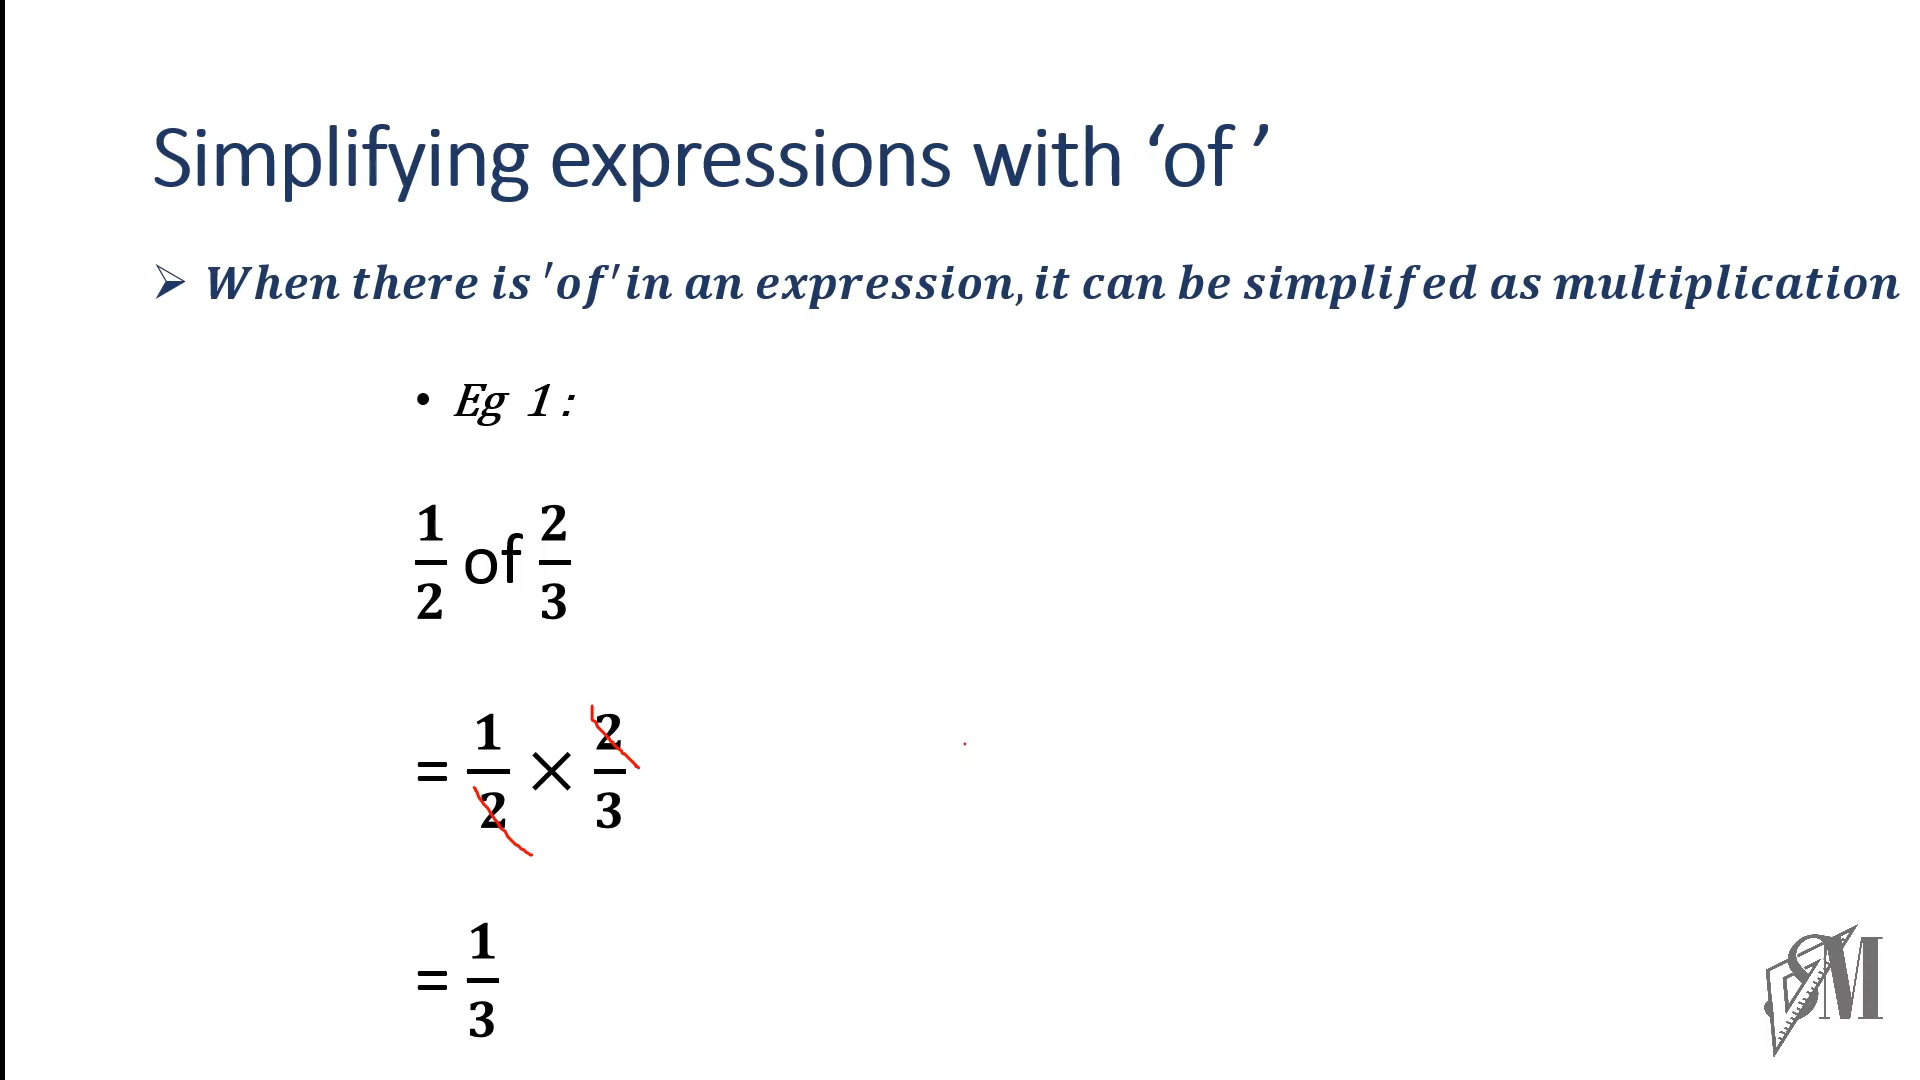 Simplifying expressions with ‘of ’
➢ When there is 'of' in an expression, it can be simplifed as multiplication
• Eg 1 :
1/2 of 2/3
= 1/2 × 2/3
= 1/3
SM